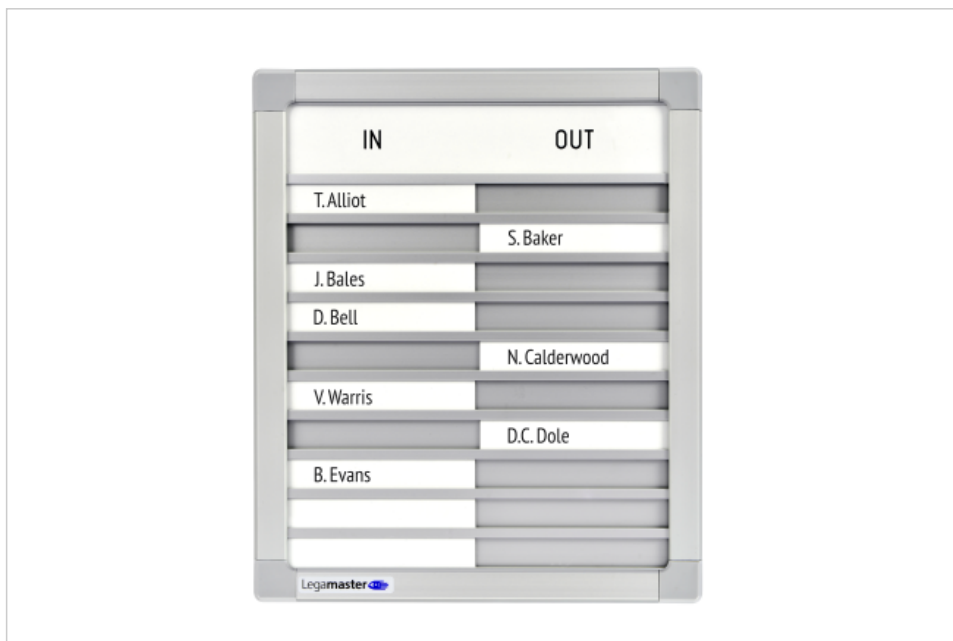 IN OUT
T. Alliot
S. Baker
J. Bales
D. Bell
N. Calderwood
V. Warris
D.C. Dole
B. Evans
Legamaster